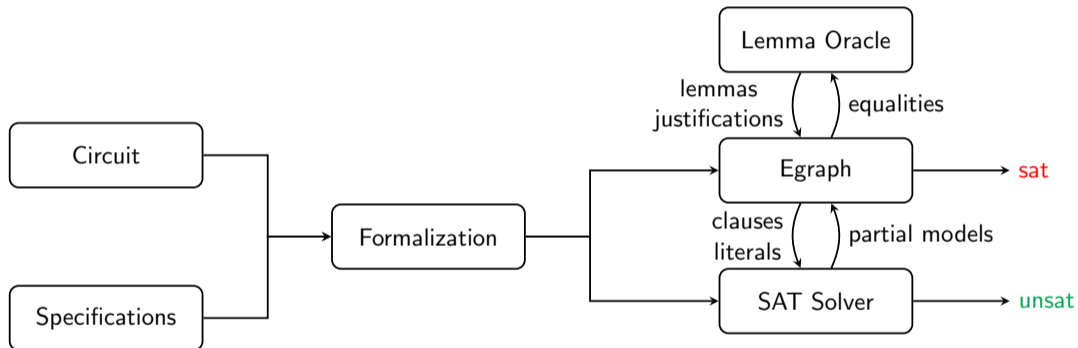 Lemma Oracle
lemmas
justifications
equalities
Circuit
Egraph
sat
clauses
literals
partial models
Formalization
Specifications
SAT Solver
unsat